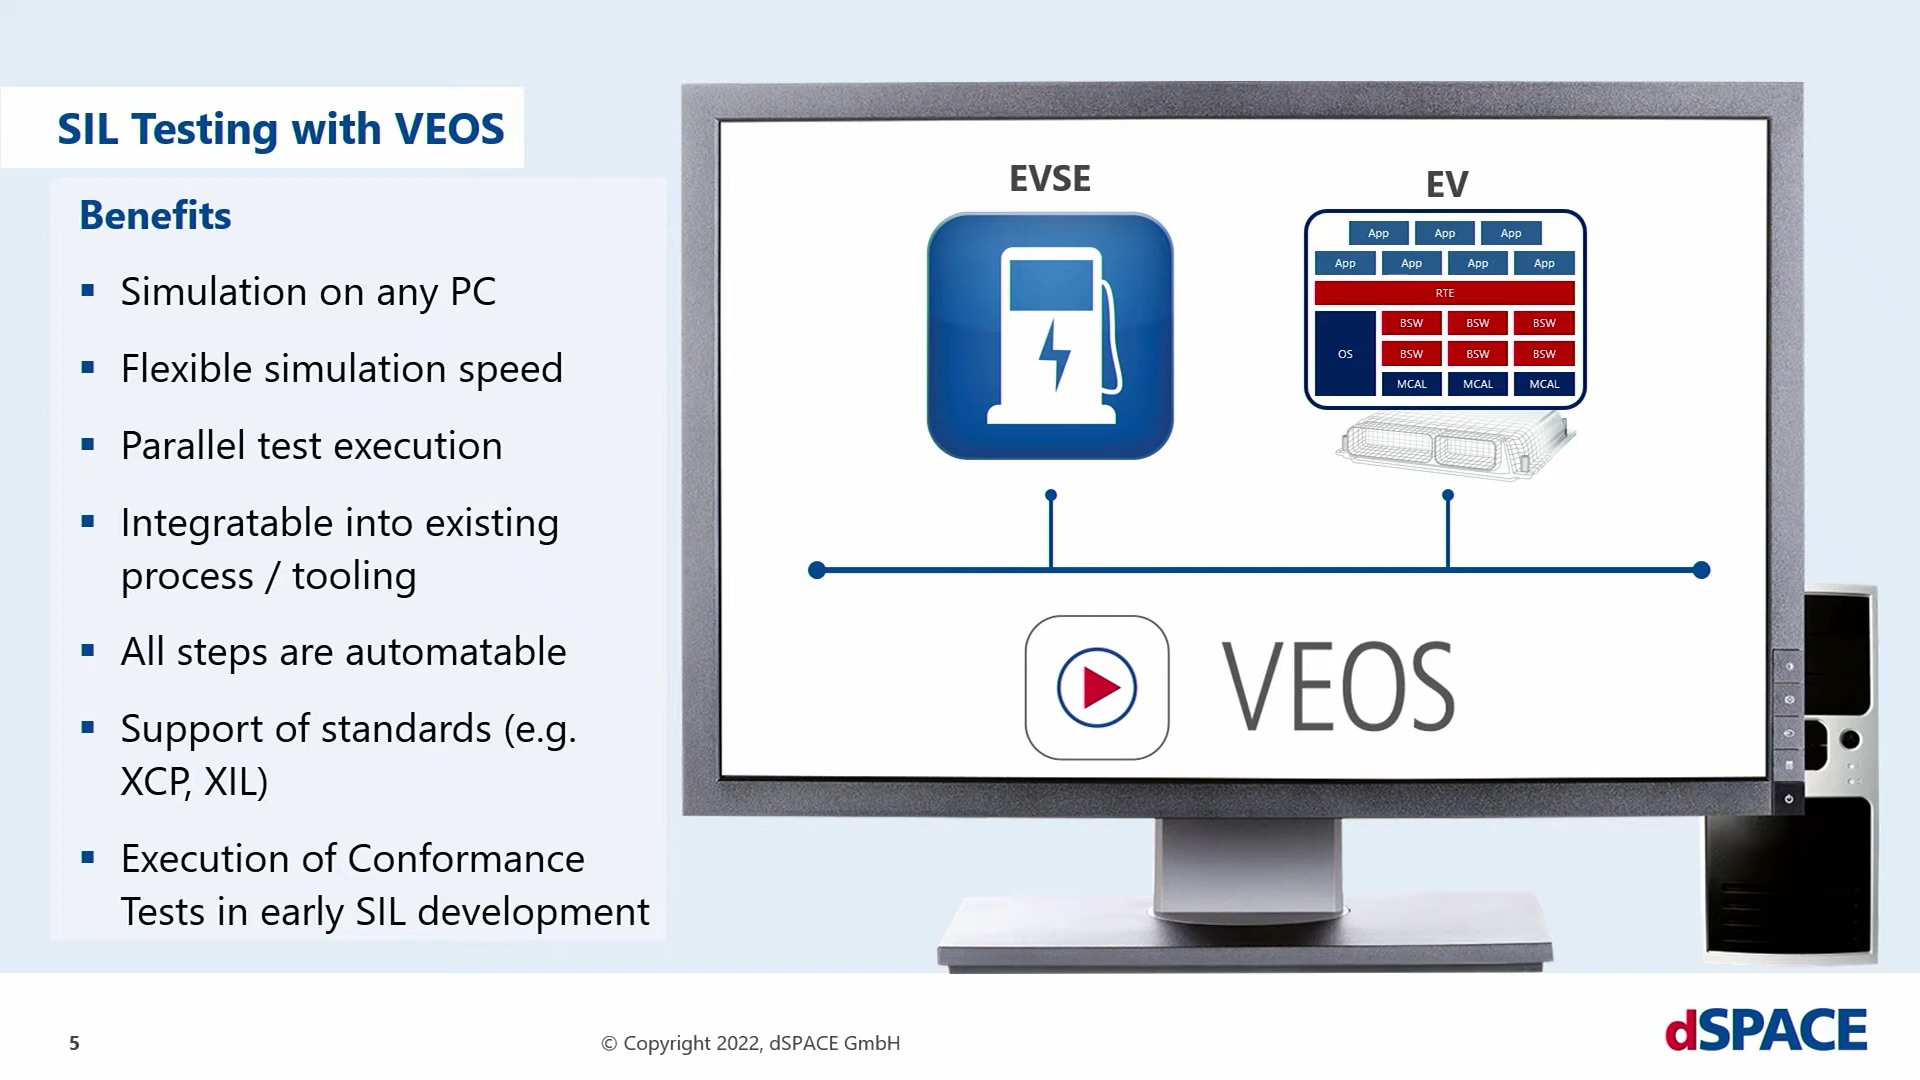 SIL Testing with VEOS
Benefits
▪ Simulation on any PC
▪ Flexible simulation speed
▪ Parallel test execution
▪ Integratable into existing
process / tooling
▪ All steps are automatable
▪ Support of standards (e.g.
XCP, XIL)
▪ Execution of Conformance
Tests in early SIL development
EVSE
EV
App App App
App App App App
RTE
OS
BSW BSW BSW
BSW BSW BSW
MCAL MCAL MCAL
VEOS
5
© Copyright 2022, dSPACE GmbH
dSPACE